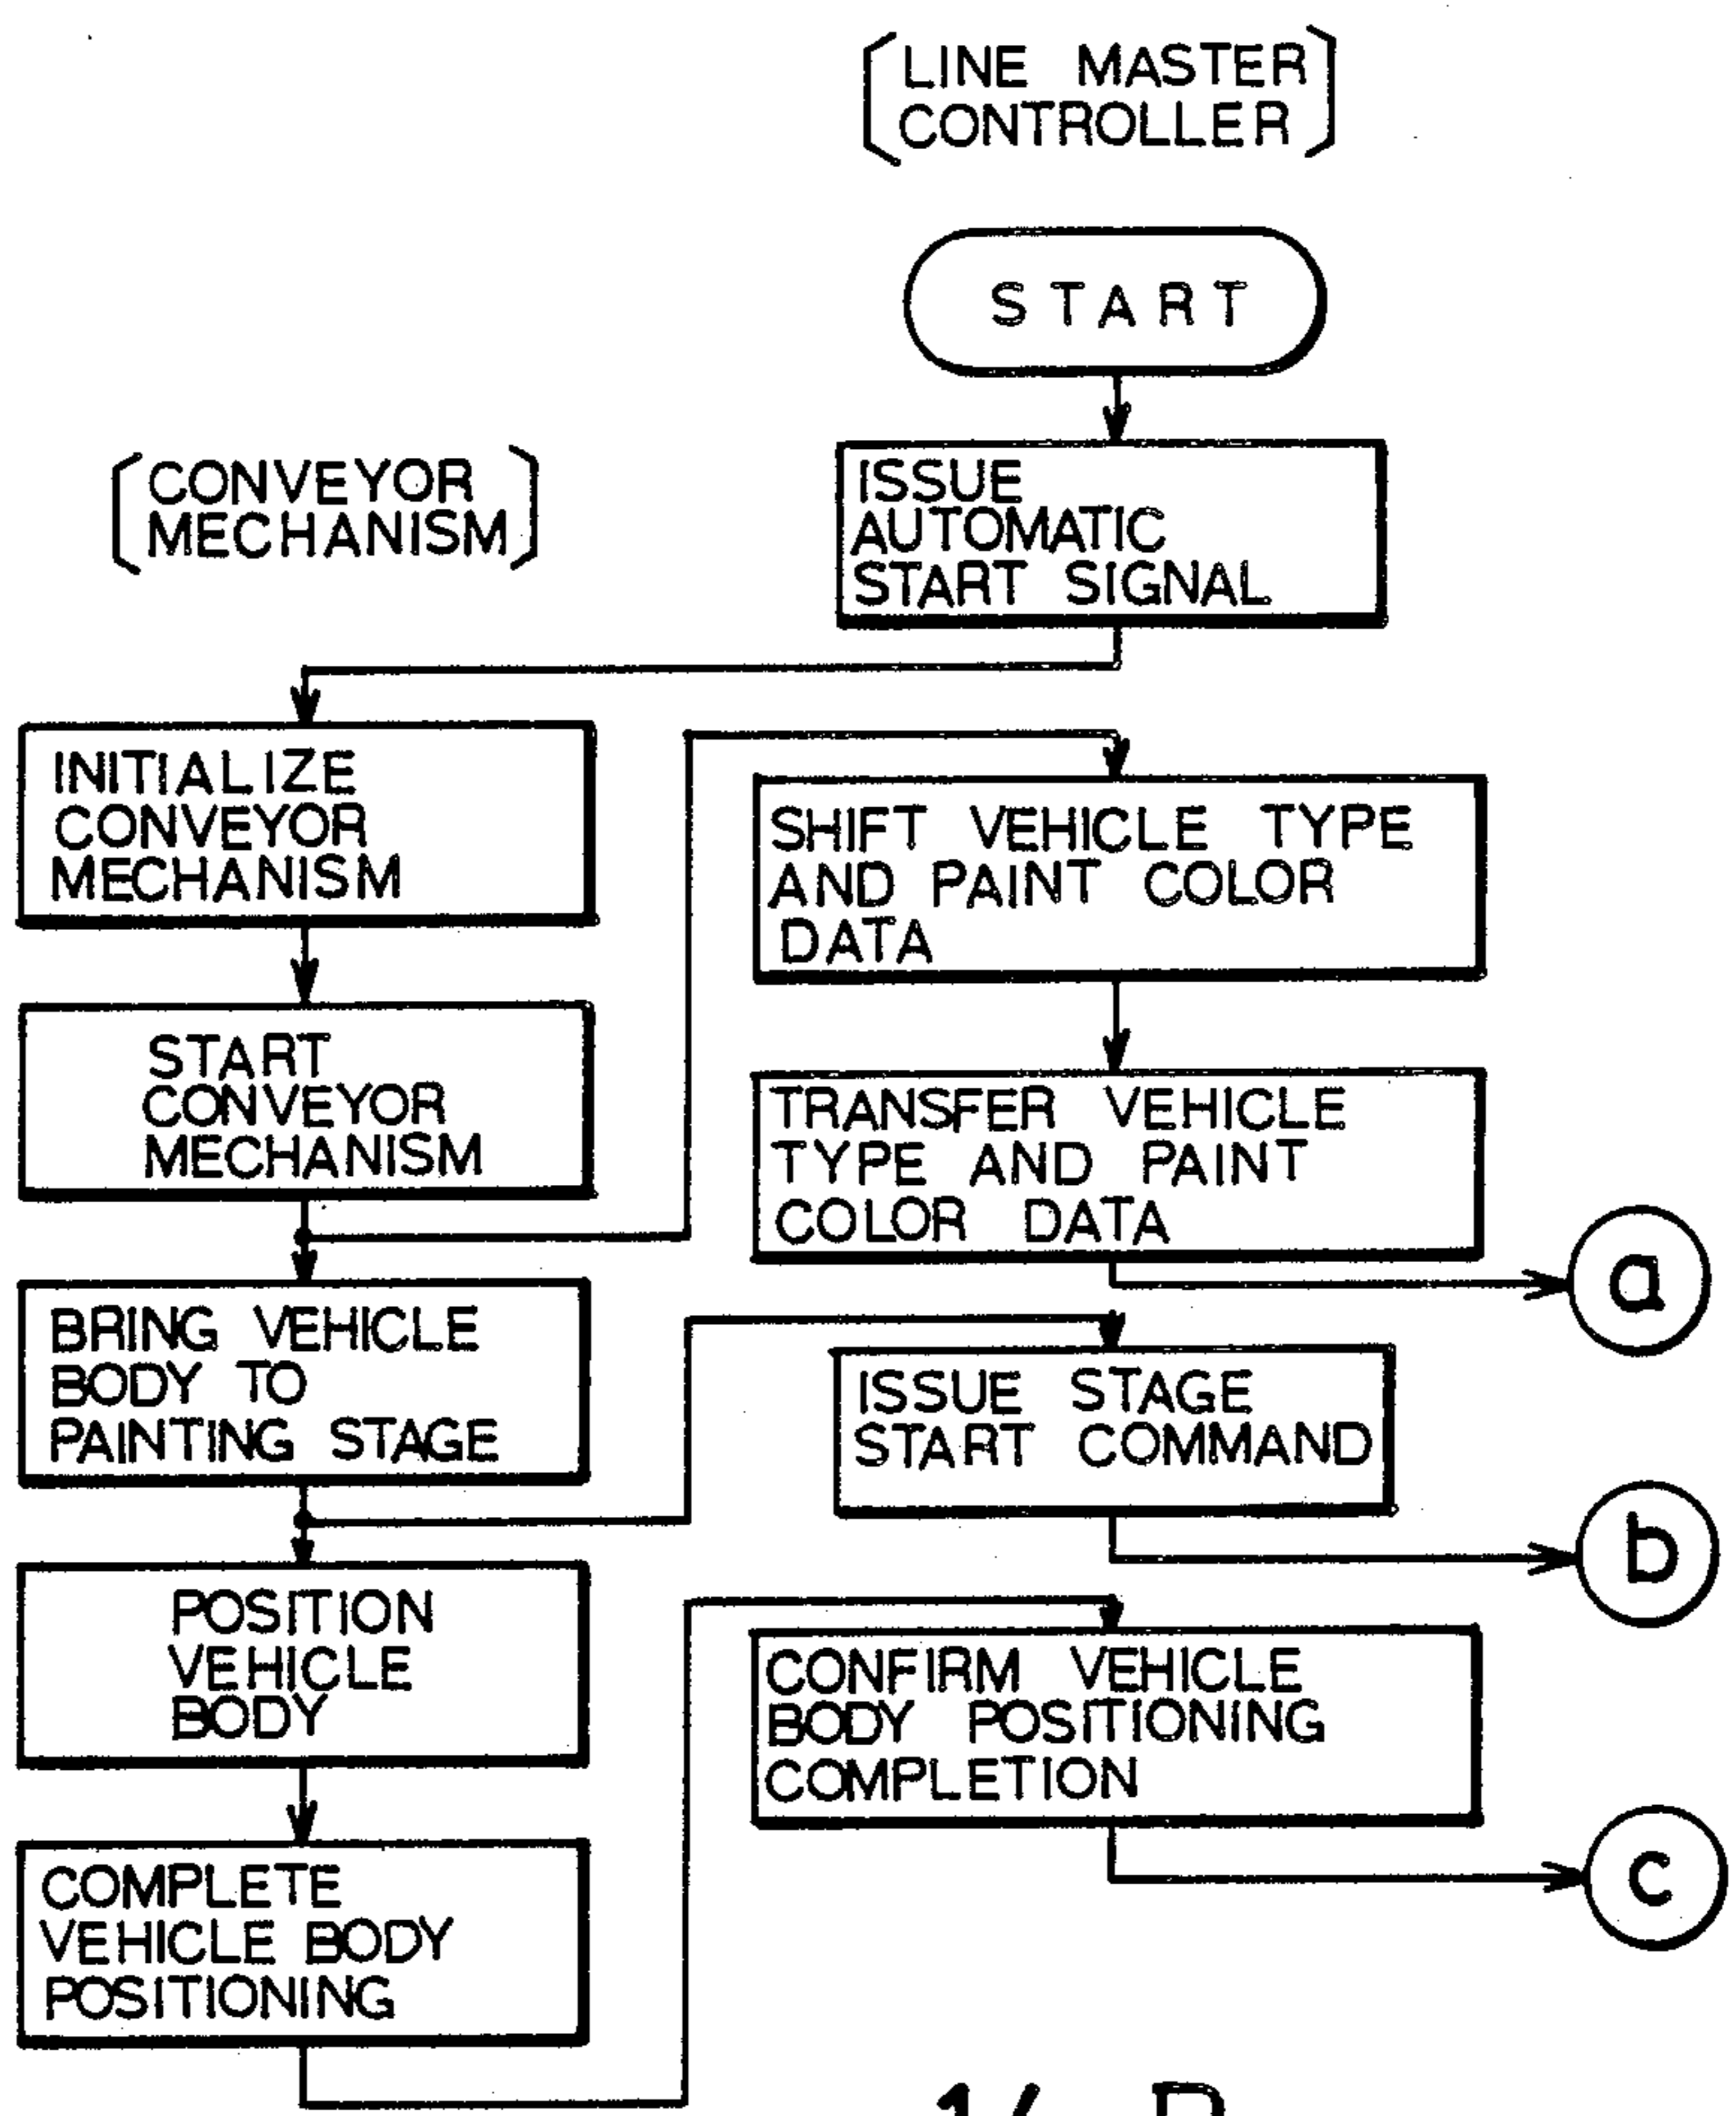 LINE MASTER
CONTROLLER
START
CONVEYOR
MECHANISM
ISSUE
AUTOMATIC
START SIGNAL
INITIALIZE
CONVEYOR
MECHANISM
SHIFT VEHICLE TYPE
AND PAINT COLOR
DATA
START
CONVEYOR
MECHANISM
TRANSFER VEHICLE
TYPE AND PAINT
COLOR DATA
a
BRING VEHICLE
BODY TO
PAINTING STAGE
ISSUE STAGE
START COMMAND
b
POSITION
VEHICLE
BODY
CONFIRM VEHICLE
BODY POSITIONING
COMPLETION
c
COMPLETE
VEHICLE BODY
POSITIONING